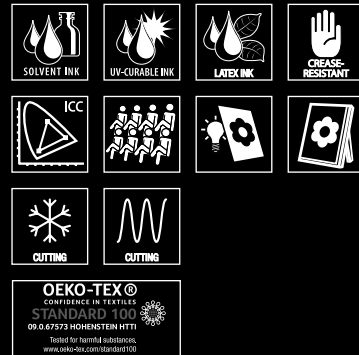 SOLVENT INK
UV-CURABLE INK
LATEX INK
CREASE-
RESISTANT
ICC
CUTTING
CUTTING
OEKO-TEX®
CONFIDENCE IN TEXTILES
STANDARD 100
09.0.67573 HOHENSTEIN HTTI
Tested for harmful substances.
www.oeko-tex.com/standard100